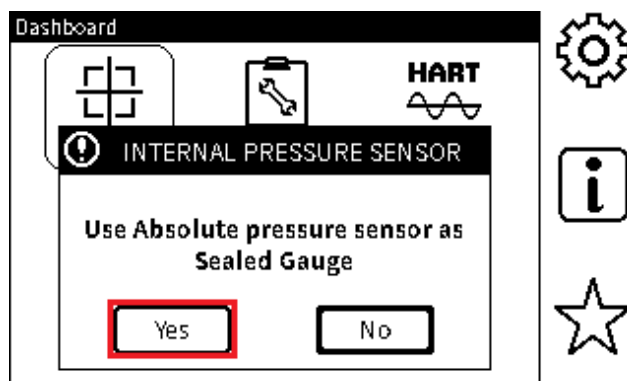 Dashboard
HART
INTERNAL PRESSURE SENSOR
Use Absolute pressure sensor as
Sealed Gauge
Yes No